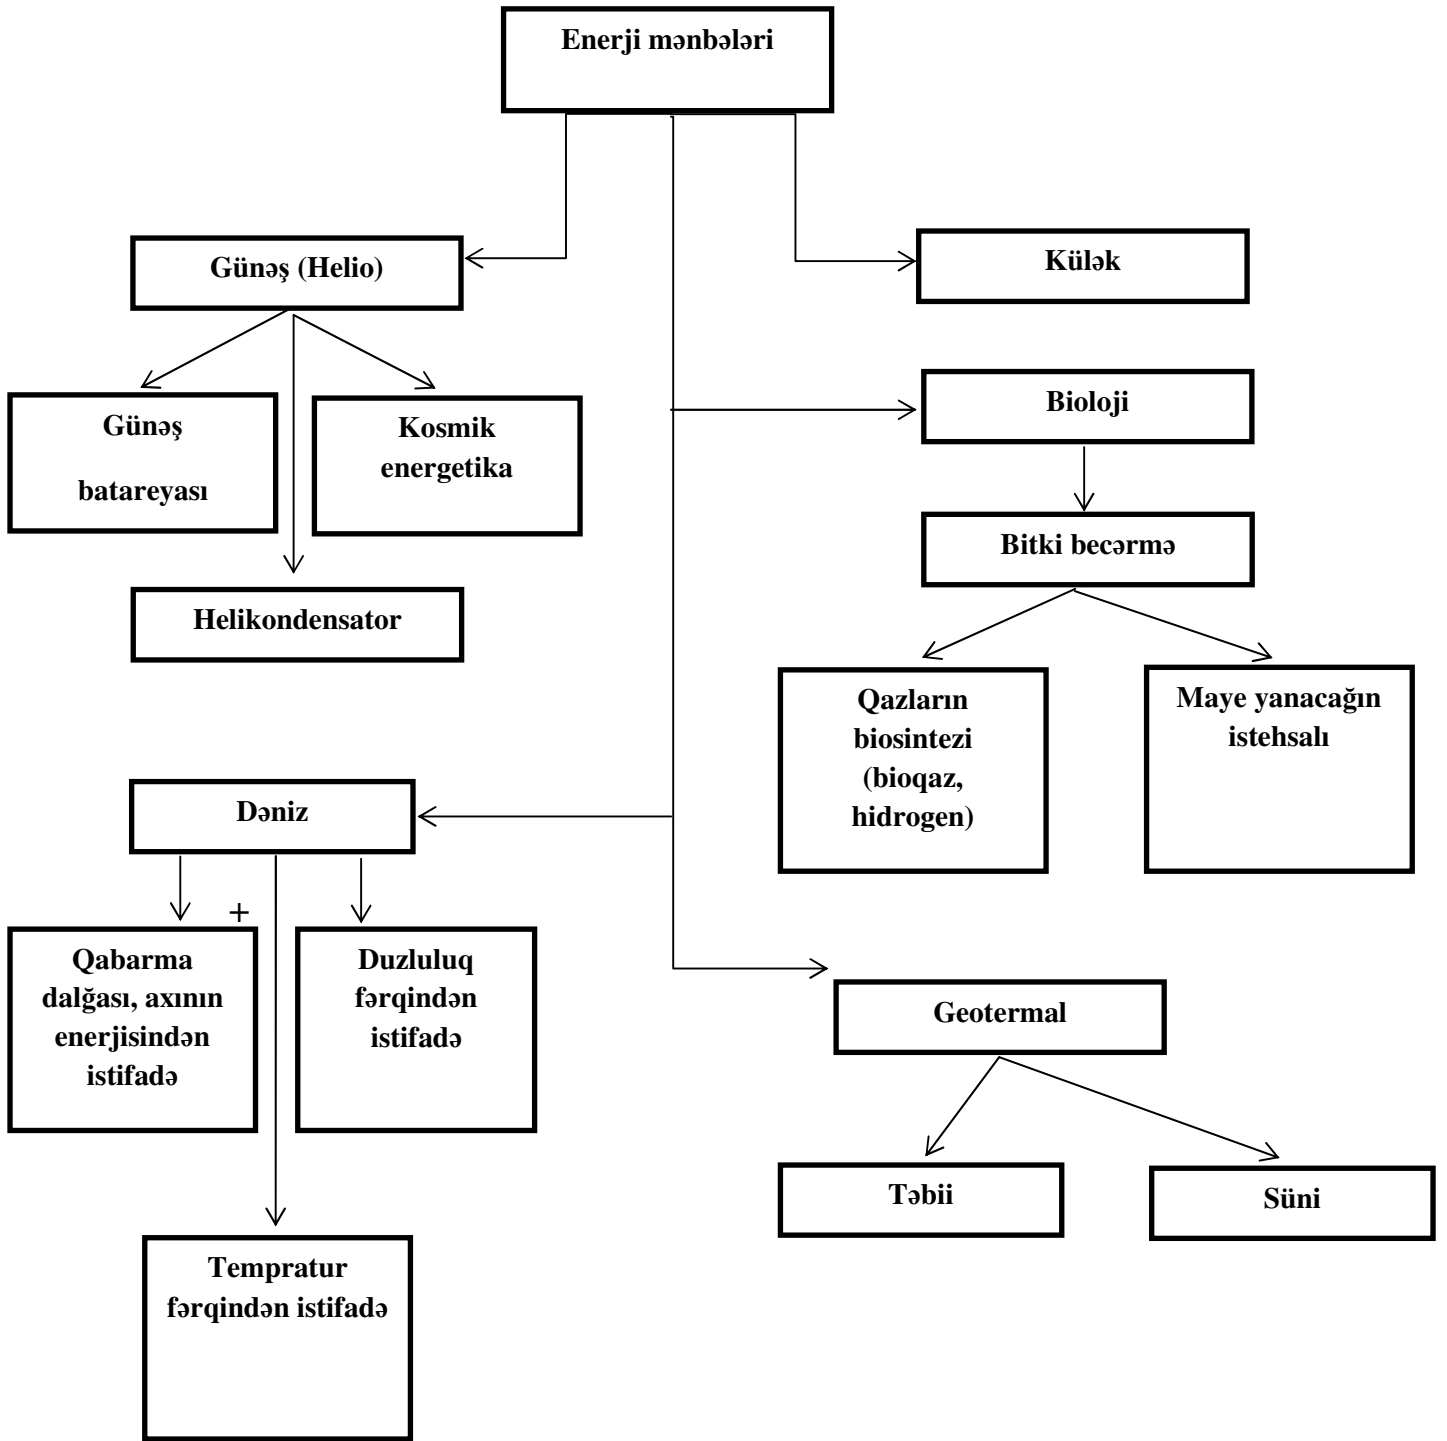 Enerji mənbələri
Günəş (Helio)
Külək
Günəş
batareyası
Kosmik
energetika
Helikondensator
Bioloji
Bitki becərmə
Qazların
biosintezi
(bioqaz,
hidrogen)
Maye yanacağın
istehsalı
Dəniz
+
Qabarma
dalğası, axının
enerjisindən
istifadə
Duzluluq
fərqindən
istifadə
Tempratur
fərqindən istifadə
Geotermal
Təbii
Süni